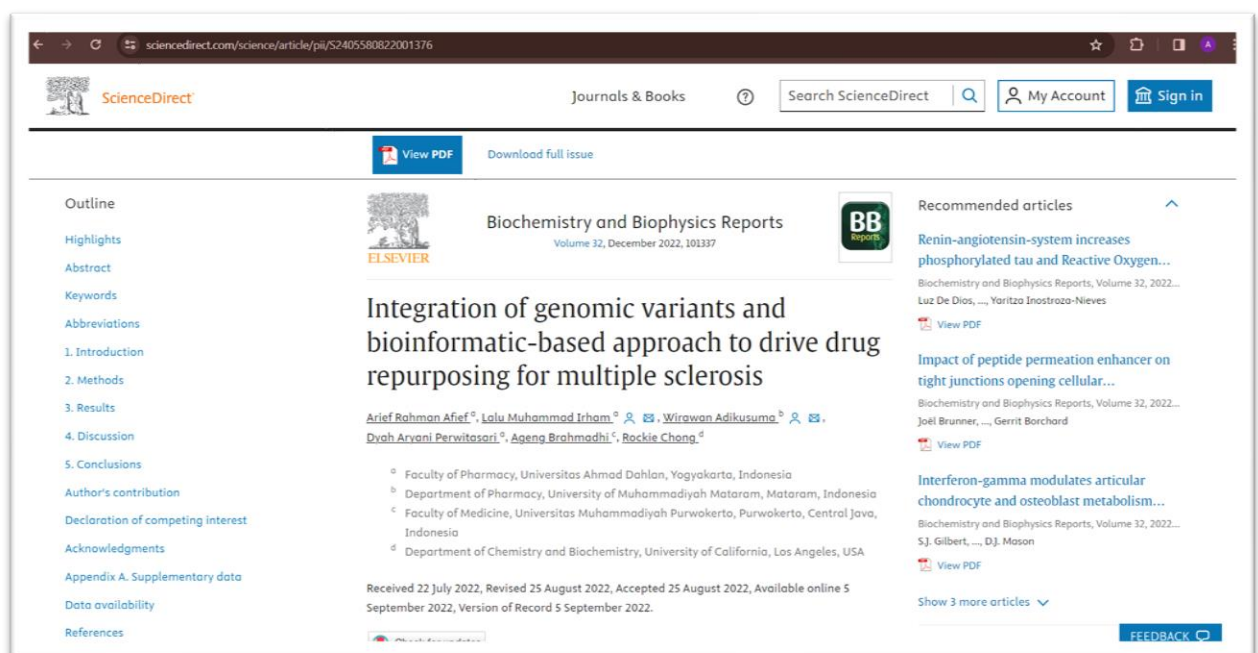 sciencedirect.com/science/article/pii/S2405580822001376
A
ScienceDirect
Journals & Books
?
Search ScienceDirect
My Account
Sign in
View PDF
Download full issue
Outline
Highlights
Abstract
Keywords
Abbreviations
1. Introduction
2. Methods
3. Results
4. Discussion
5. Conclusions
Author's contribution
Declaration of competing interest
Acknowledgments
Appendix A. Supplementary data
Data availability
References
ELSEVIER
Biochemistry and Biophysics Reports
Volume 32, December 2022, 101337
BB
Reports
Integration of genomic variants and
bioinformatic-based approach to drive drug
repurposing for multiple sclerosis
Arief Rahman Afief a, Lalu Muhammad Irham a, Wirawan Adikusuma b,
Dyah Aryani Perwitasari a, Ageng Brahmadhi c, Rockie Chong d
a Faculty of Pharmacy, Universitas Ahmad Dahlan, Yogyakarta, Indonesia
b Department of Pharmacy, University of Muhammadiyah Mataram, Mataram, Indonesia
c Faculty of Medicine, Universitas Muhammadiyah Purwokerto, Purwokerto, Central Java,
Indonesia
d Department of Chemistry and Biochemistry, University of California, Los Angeles, USA
Received 22 July 2022, Revised 25 August 2022, Accepted 25 August 2022, Available online 5
September 2022, Version of Record 5 September 2022.
Check for updates
Recommended articles
Renin-angiotensin-system increases
phosphorylated tau and Reactive Oxygen...
Biochemistry and Biophysics Reports, Volume 32, 2022...
Luz De Dios, ..., Yaritza Inostroza-Nieves
View PDF
Impact of peptide permeation enhancer on
tight junctions opening cellular...
Biochemistry and Biophysics Reports, Volume 32, 2022...
Joël Brunner, ..., Gerrit Borchard
View PDF
Interferon-gamma modulates articular
chondrocyte and osteoblast metabolism...
Biochemistry and Biophysics Reports, Volume 32, 2022...
S.J. Gilbert, ..., D.J. Mason
View PDF
Show 3 more articles
FEEDBACK